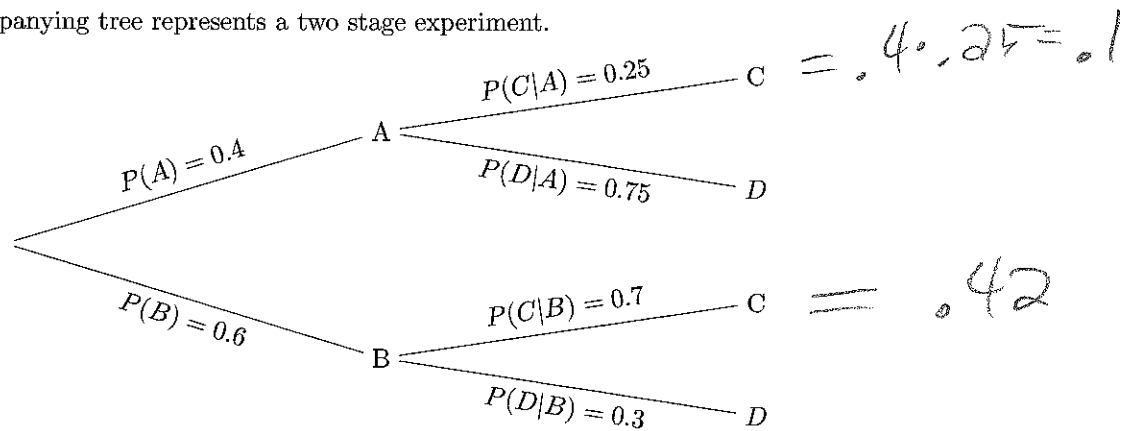 panying tree represents a two stage experiment.
P(C|A) = 0.25
C = .4 · .25 = .1
P(A) = 0.4
A
P(D|A) = 0.75
D
P(B) = 0.6
P(C|B) = 0.7
C = .42
B
P(D|B) = 0.3
D